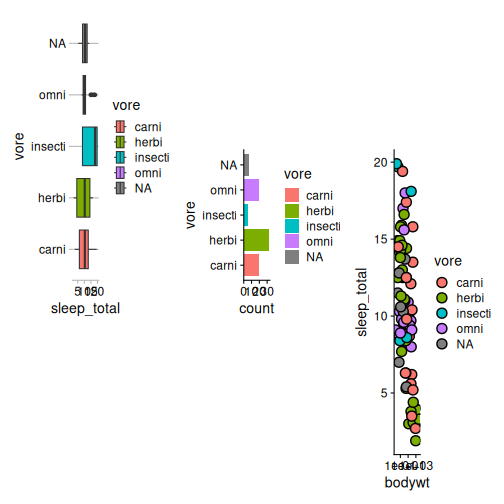 NA
omni
insecti
herbi
carni
vore
sleep_total
vore
carni
herbi
insecti
omni
NA
NA
omni
insecti
herbi
carni
vore
count
vore
carni
herbi
insecti
omni
NA
20
15
10
5
sleep_total
bodywt
vore
carni
herbi
insecti
omni
NA